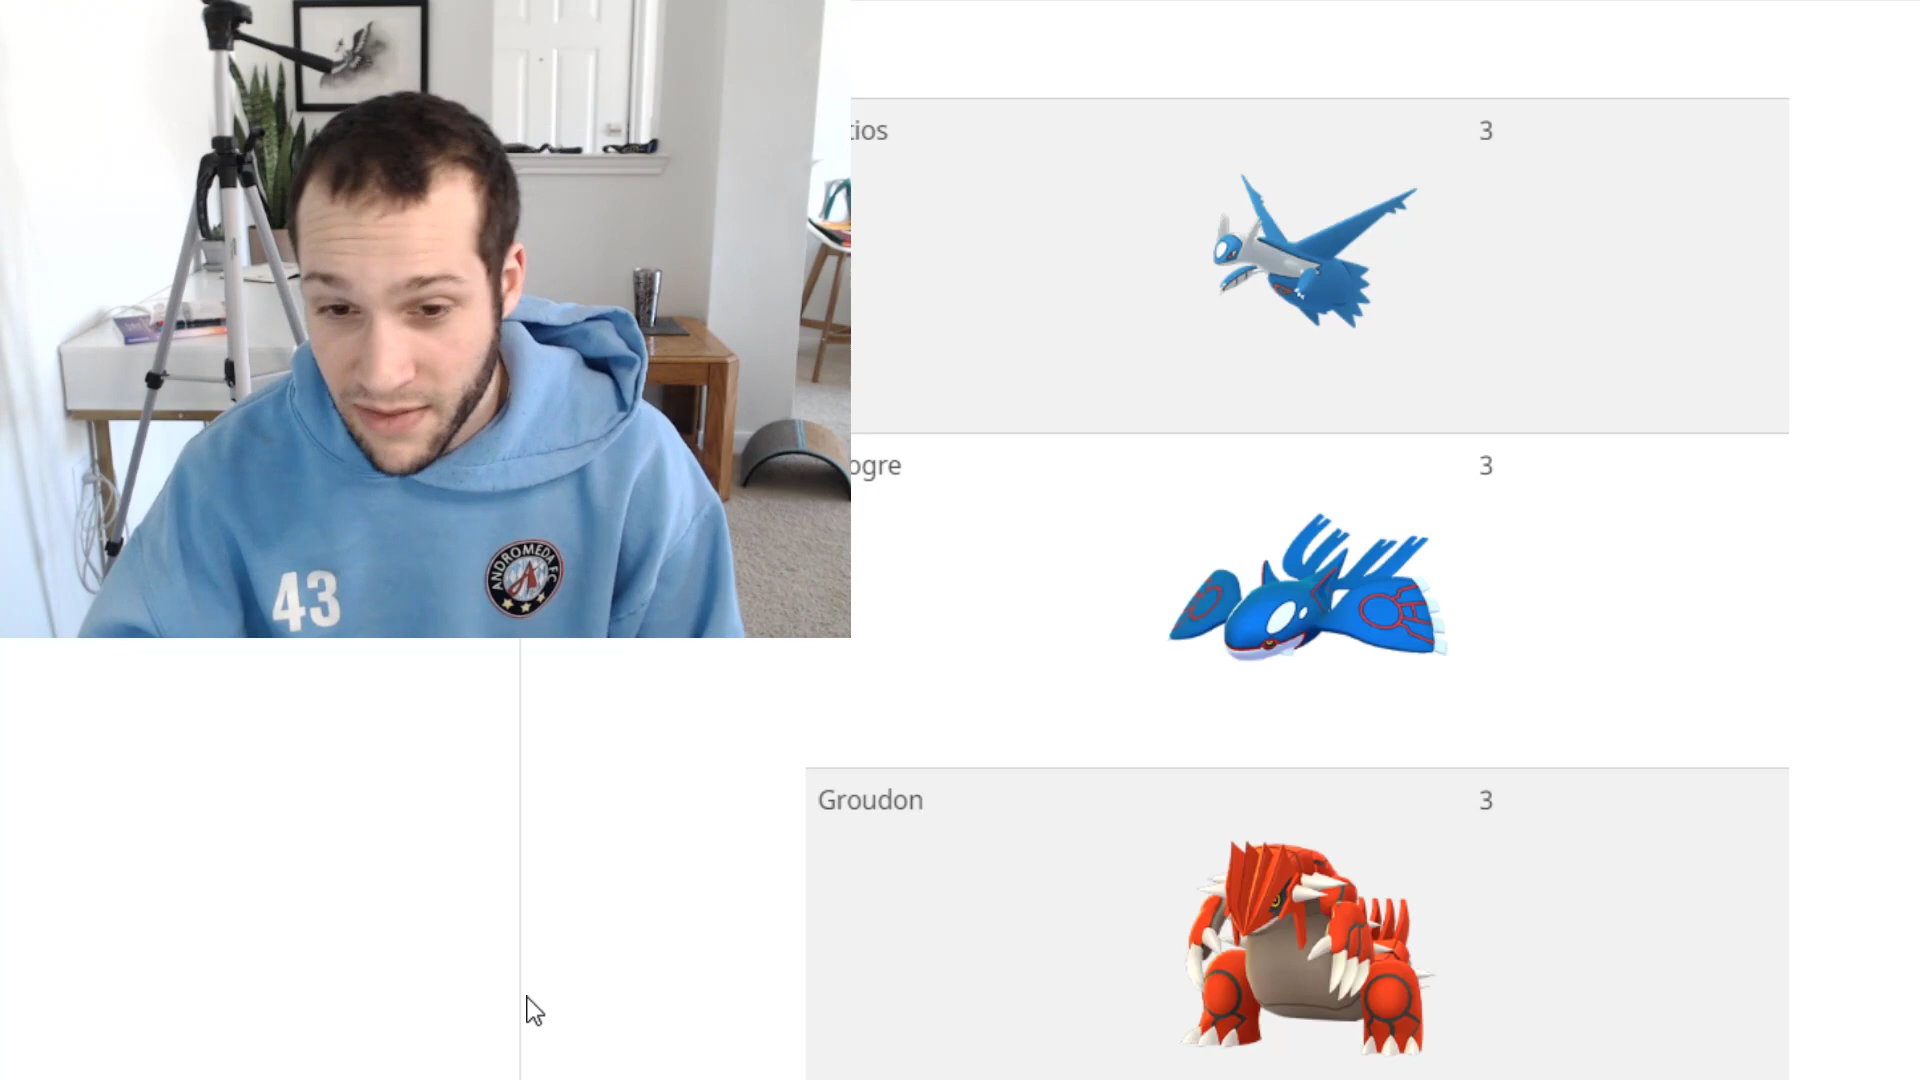 tios 3
ogre 3
Groudon 3
43
ANDROMEDA FC